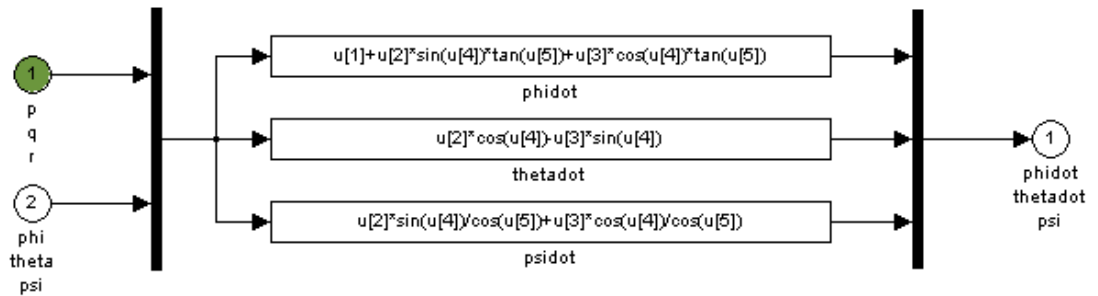 1
p
q
r
2
phi
theta
psi
u[1]+u[2]*sin(u[4])*tan(u[5])+u[3]*cos(u[4])*tan(u[5])
phidot
u[2]*cos(u[4])-u[3]*sin(u[4])
thetadot
u[2]*sin(u[4])/cos(u[5])+u[3]*cos(u[4])/cos(u[5])
psidot
1
phidot
thetadot
psi